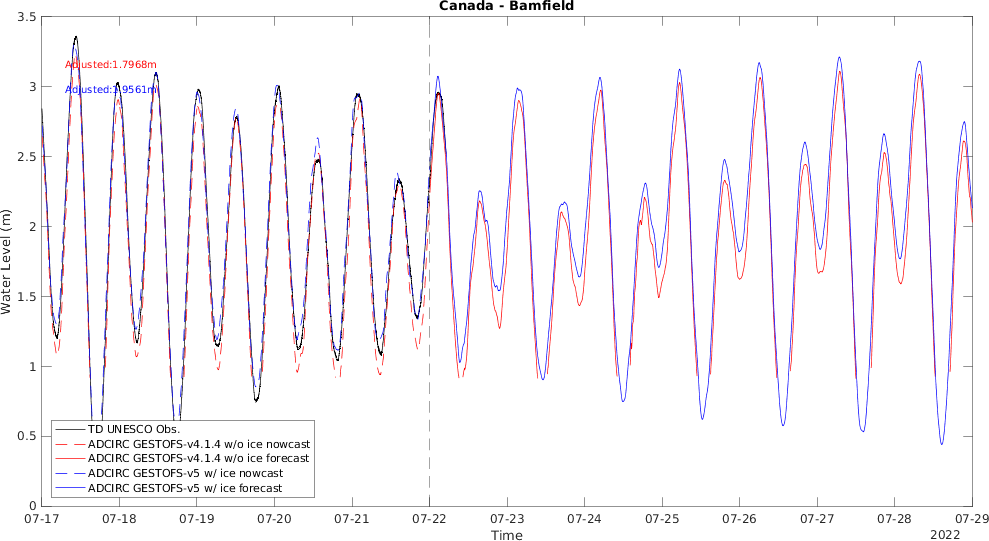 Canada - Bamfield
3.5
Adjusted:1.7968m
3
Adjusted:1.9561m
2.5
2
Water Level (m)
1.5
1
0.5
TD UNESCO Obs.
ADCIRC GESTOFS-v4.1.4 w/o ice nowcast
ADCIRC GESTOFS-v4.1.4 w/o ice forecast
ADCIRC GESTOFS-v5 w/ ice nowcast
ADCIRC GESTOFS-v5 w/ ice forecast
0
07-17 07-18 07-19 07-20 07-21 07-22 07-23 07-24 07-25 07-26 07-27 07-28 07-29
Time
2022